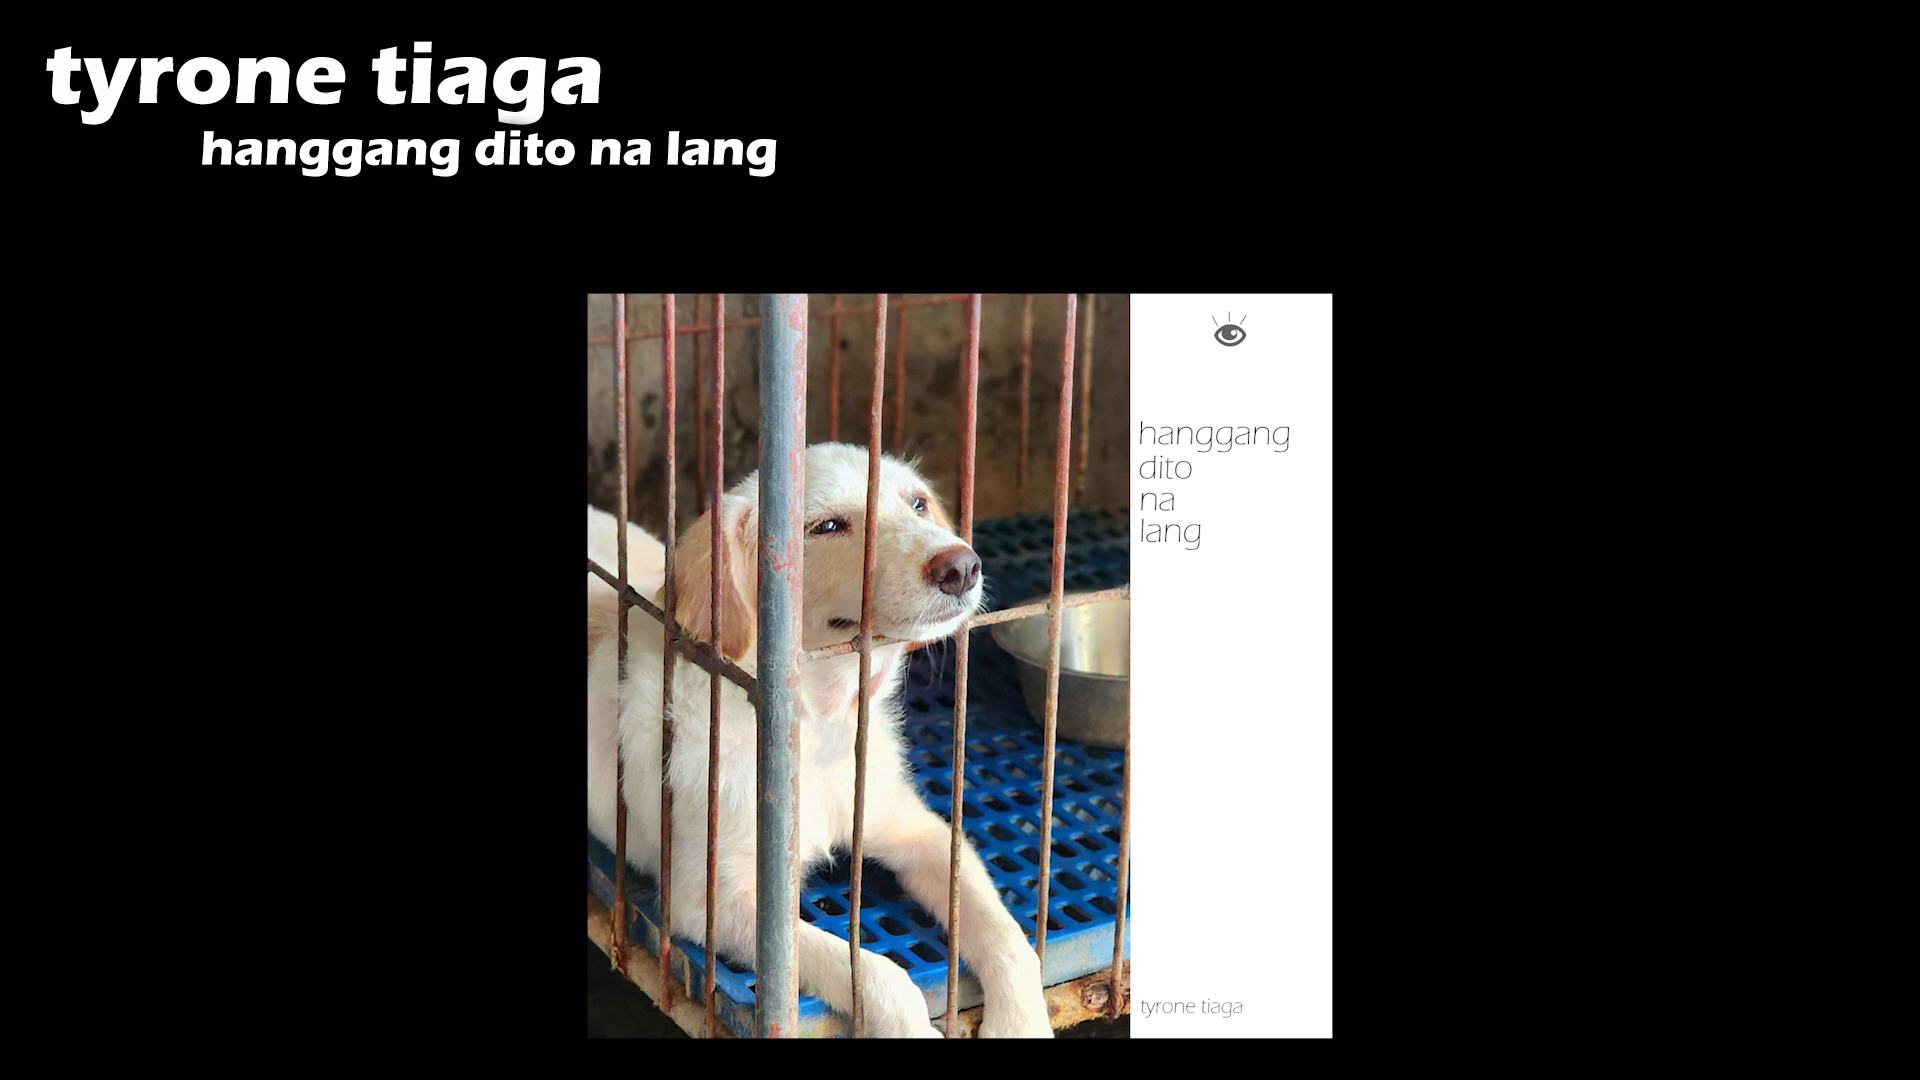 tyrone tiaga
hanggang dito na lang
hanggang
dito
na
lang
tyrone tiaga